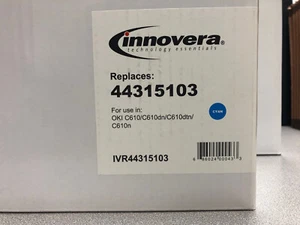 innovera
technology essentials
Replaces:
44315103
For use in:
OKI C610/C610dn/C610dtn/
C610n
CYAN
IVR44315103